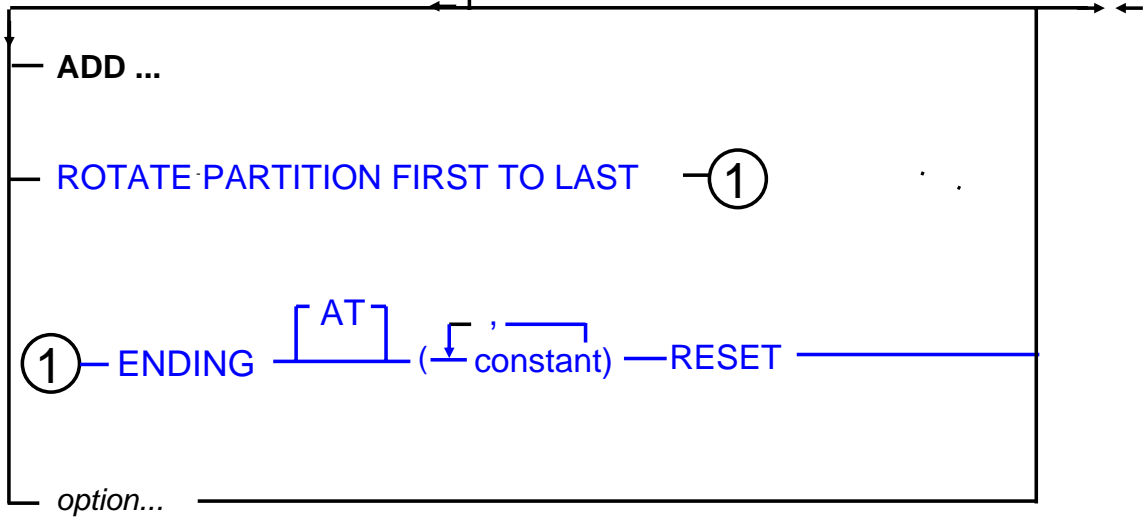 ADD ...
ROTATE PARTITION FIRST TO LAST 1
AT ,
1 ENDING ( constant) RESET
option...